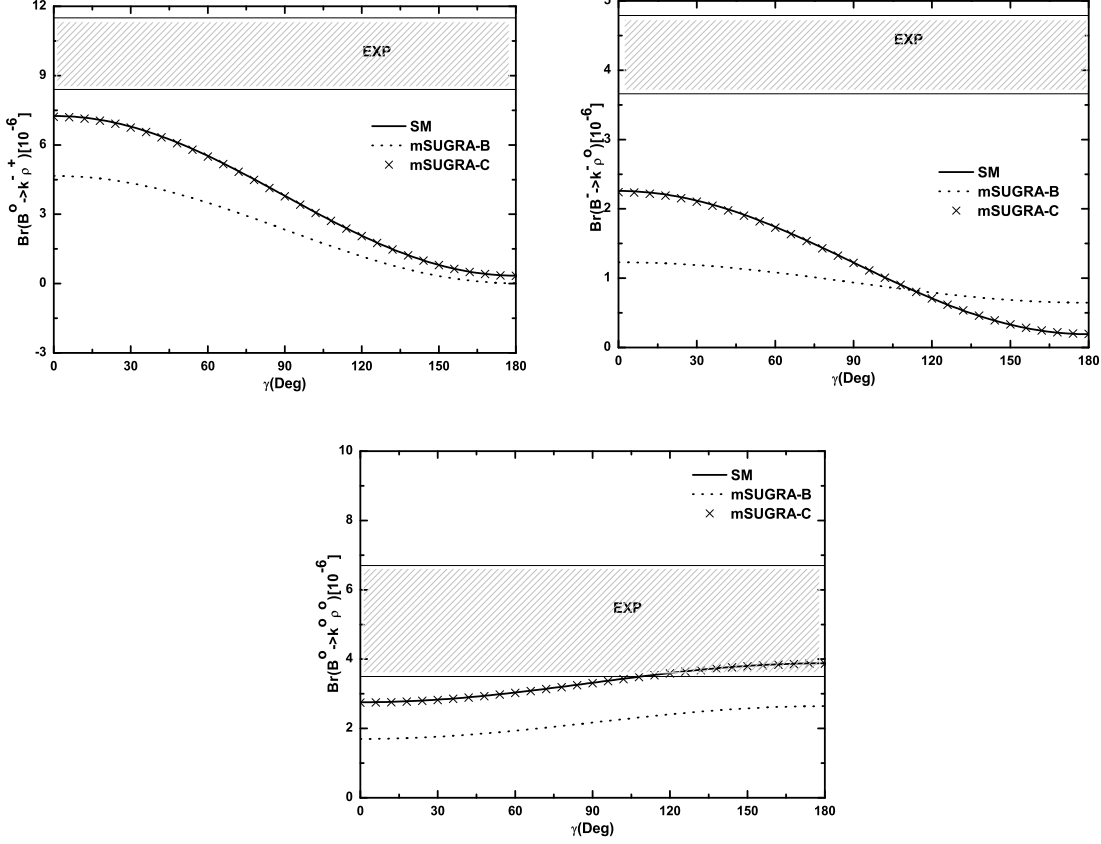 12
9
6
3
0
-3
Br(B⁰->k⁻ρ⁺)[10⁻⁶]
EXP
SM
mSUGRA-B
mSUGRA-C
0 30 60 90 120 150 180
γ(Deg)
5
4
3
2
1
0
Br(B⁻->k⁻ρ⁰)[10⁻⁶]
EXP
SM
mSUGRA-B
mSUGRA-C
0 30 60 90 120 150 180
γ(Deg)
10
8
6
4
2
0
Br(B⁰->k⁰ρ⁰)[10⁻⁶]
SM
mSUGRA-B
mSUGRA-C
EXP
0 30 60 90 120 150 180
γ(Deg)